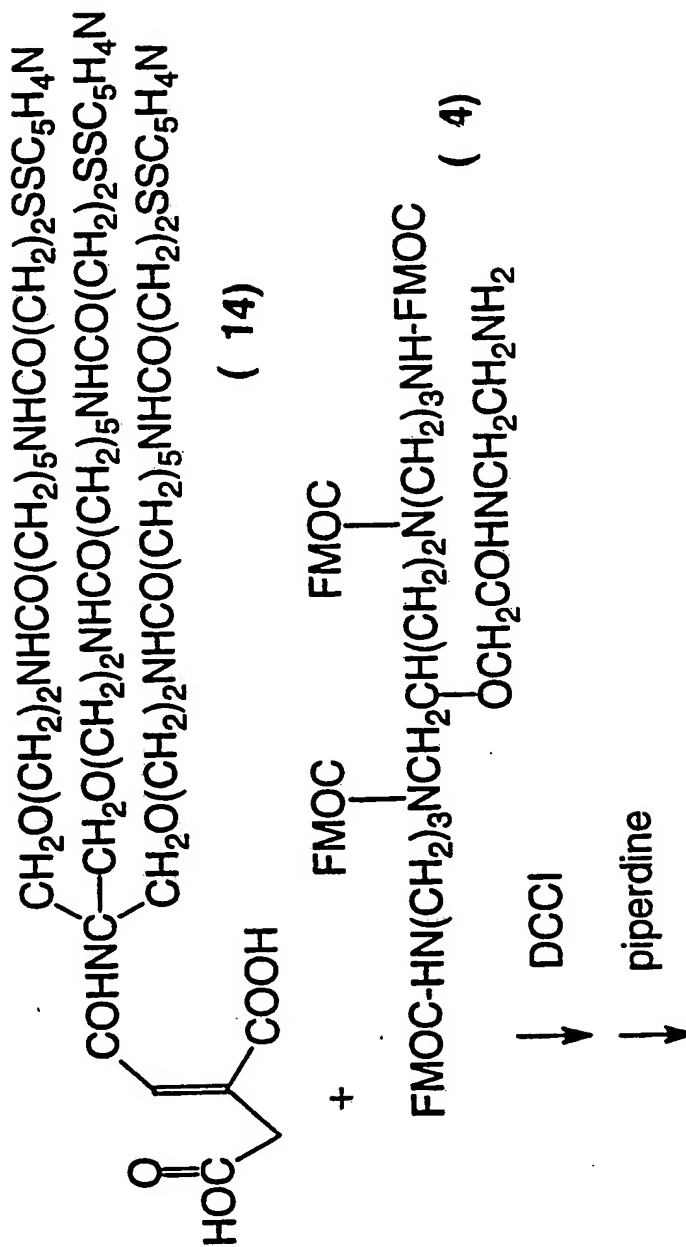 CH₂O(CH₂)₂NHCO(CH₂)₅NHCO(CH₂)₂SSC₅H₄N
COHNC—CH₂O(CH₂)₂NHCO(CH₂)₅NHCO(CH₂)₂SSC₅H₄N
CH₂O(CH₂)₂NHCO(CH₂)₅NHCO(CH₂)₂SSC₅H₄N
O
HOC
COOH
( 14)
+
FMOC
FMOC
FMOC-HN(CH₂)₃NCH₂CH(CH₂)₂N(CH₂)₃NH-FMOC
OCH₂COHNCH₂CH₂NH₂
( 4)
DCCI
piperdine